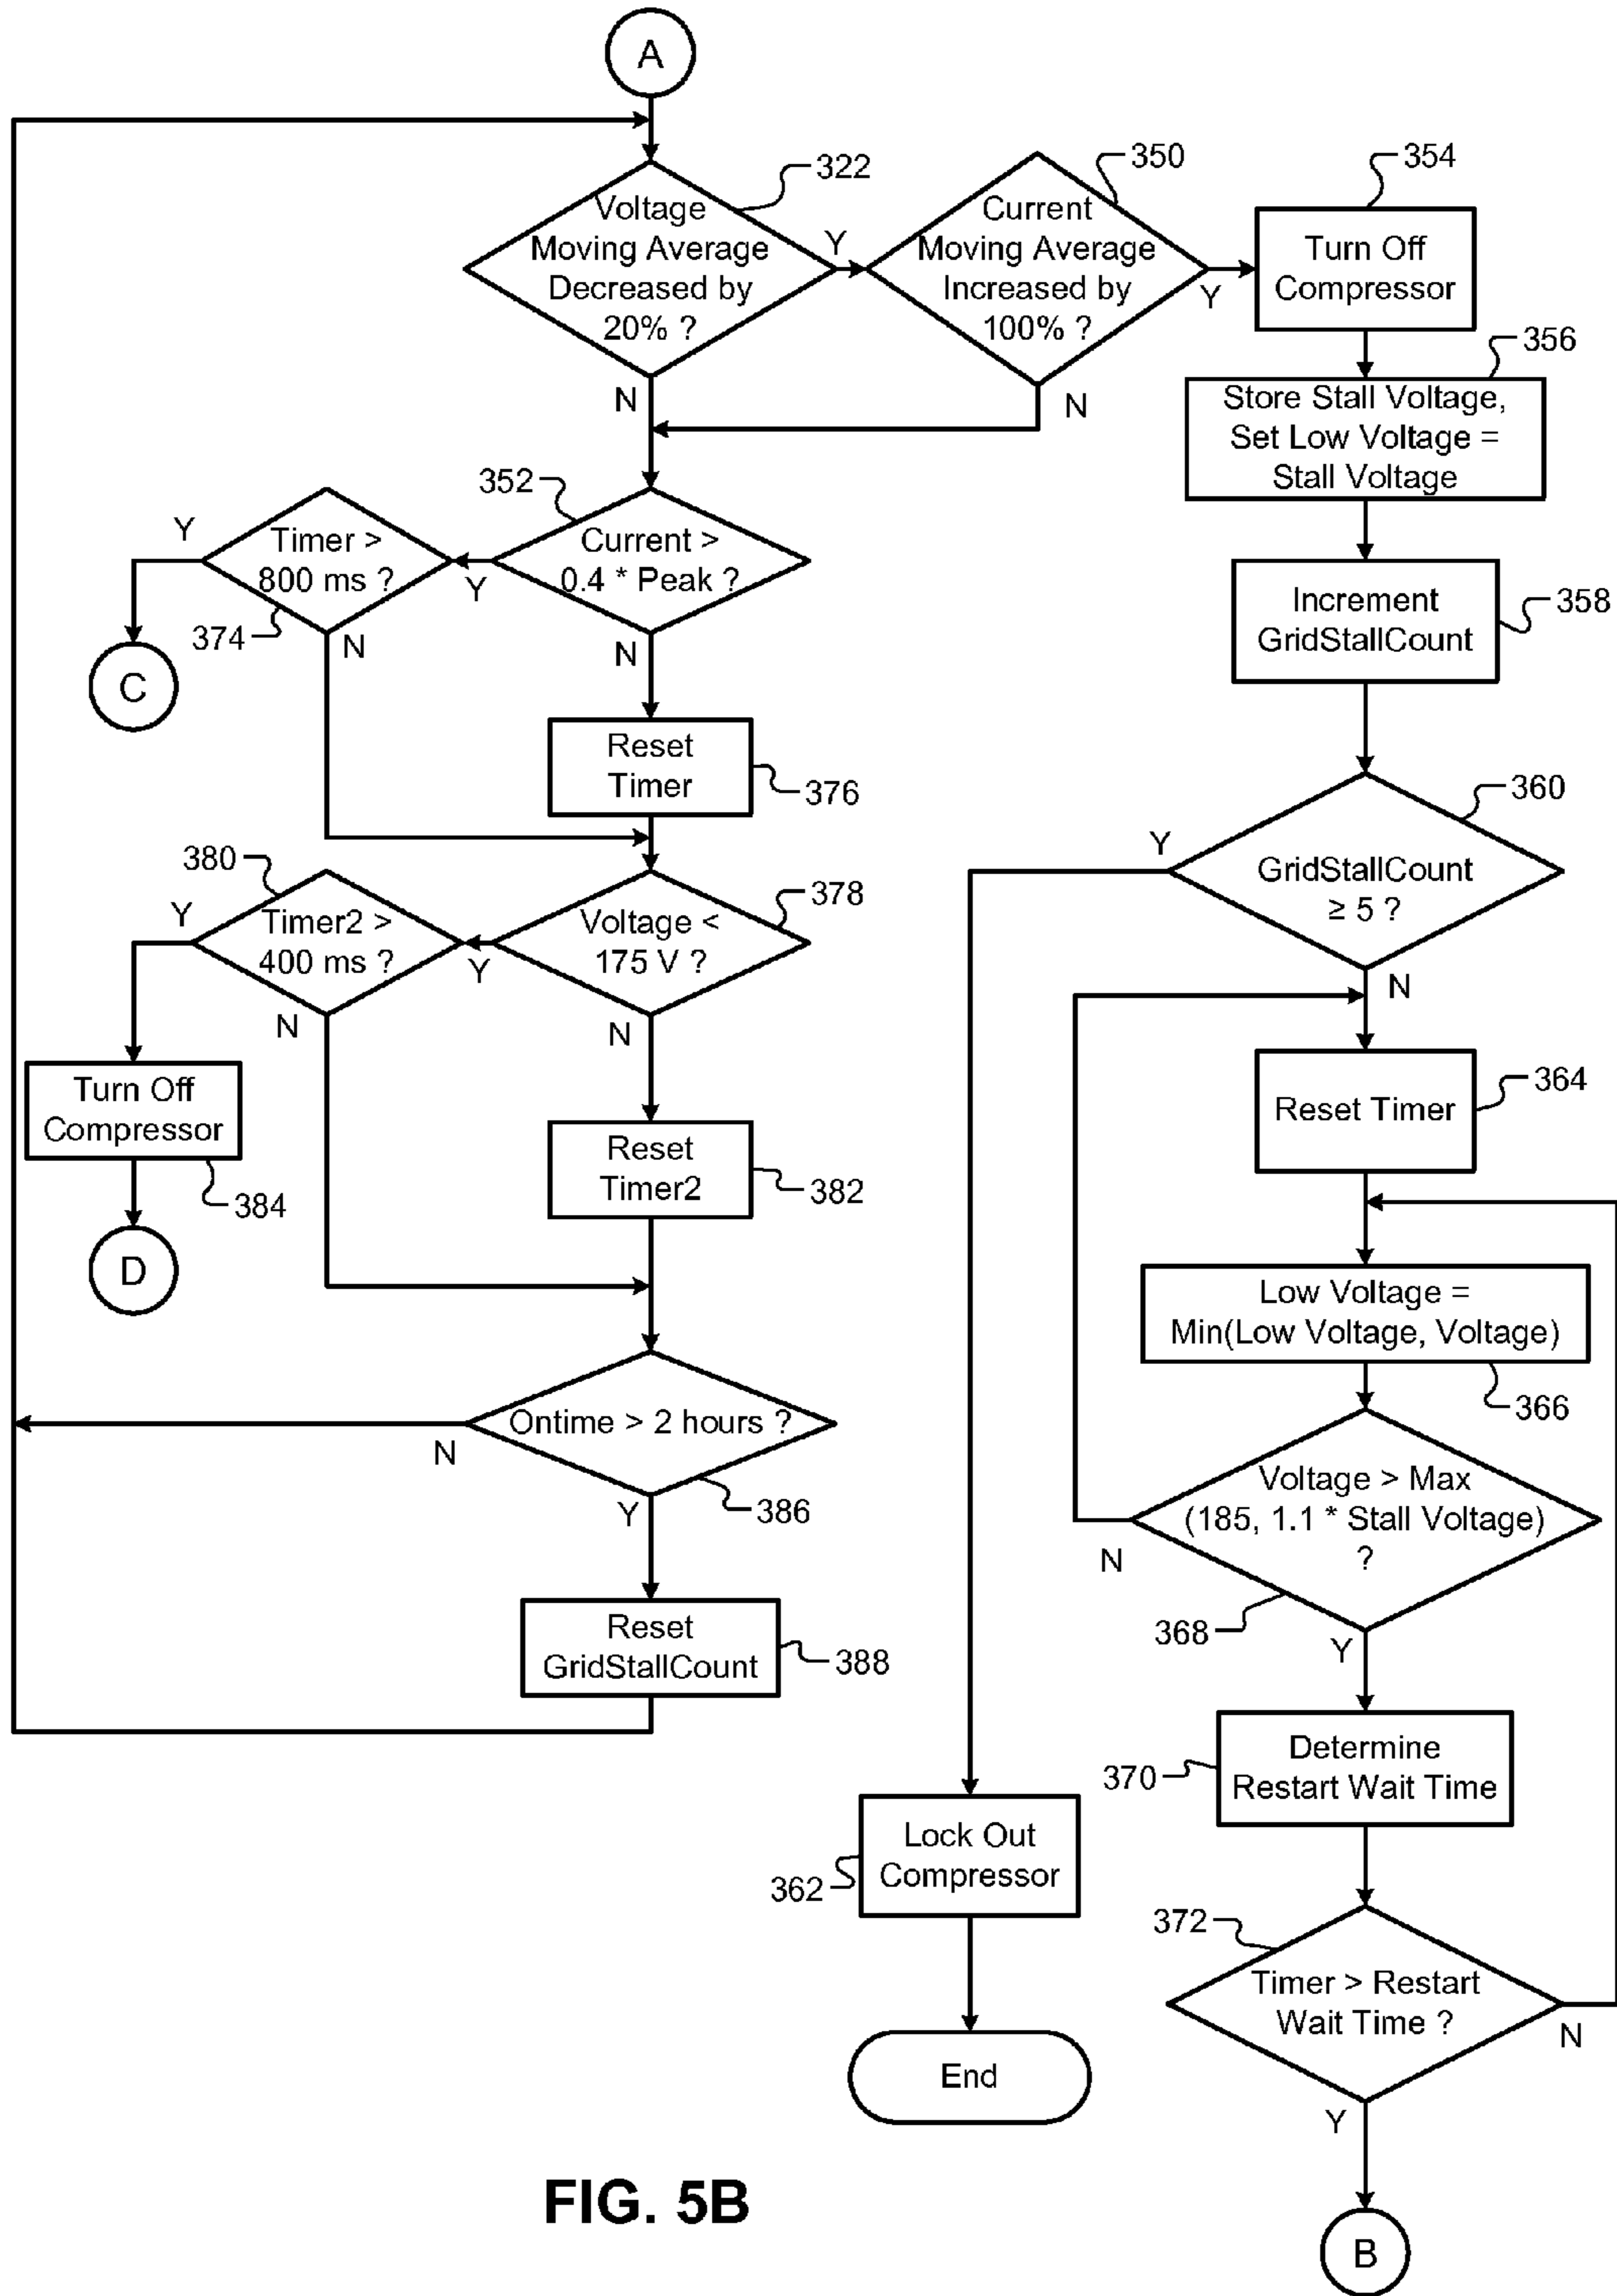 A
322
Voltage
Moving Average
Decreased by
20% ?
Y
N
350
Current
Moving Average
Increased by
100% ?
Y
N
354
Turn Off
Compressor
356
Store Stall Voltage,
Set Low Voltage =
Stall Voltage
352
Current >
0.4 * Peak ?
Y
N
Timer >
800 ms ?
Y
374
N
C
358
Increment
GridStallCount
Reset
Timer
376
360
GridStallCount
≥ 5 ?
Y
N
380
Timer2 >
400 ms ?
Y
N
378
Voltage <
175 V ?
Y
N
Turn Off
Compressor
384
D
Reset
Timer2
382
364
Reset Timer
Low Voltage =
Min(Low Voltage, Voltage)
366
Ontime > 2 hours ?
N
386
Y
Voltage > Max
(185, 1.1 * Stall Voltage)
?
N
368
Y
Reset
GridStallCount
388
370
Determine
Restart Wait Time
Lock Out
Compressor
362
372
Timer > Restart
Wait Time ?
N
Y
End
B
FIG. 5B